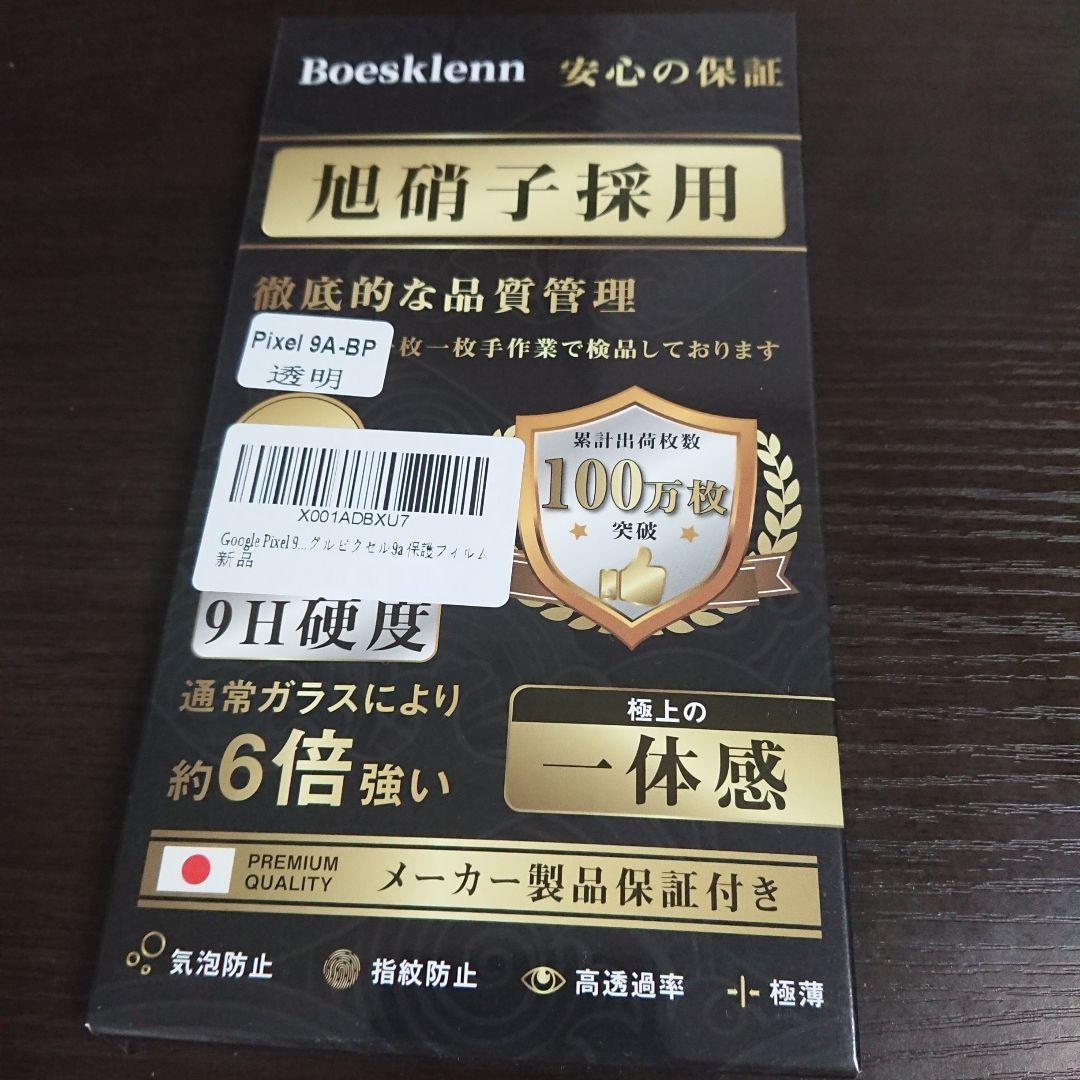 Boesklenn 安心の保証
旭硝子採用
徹底的な品質管理
枚一枚手作業で検品しております
Pixel 9A-BP
透明
X001ADBXU7
Google Pixel 9...グルピクセル9a 保護フィルム
新品
累計出荷枚数
100万枚
突破
9H硬度
通常ガラスにより
約6倍強い
極上の
一体感
PREMIUM
QUALITY
メーカー製品保証付き
気泡防止
指紋防止
高透過率
極薄